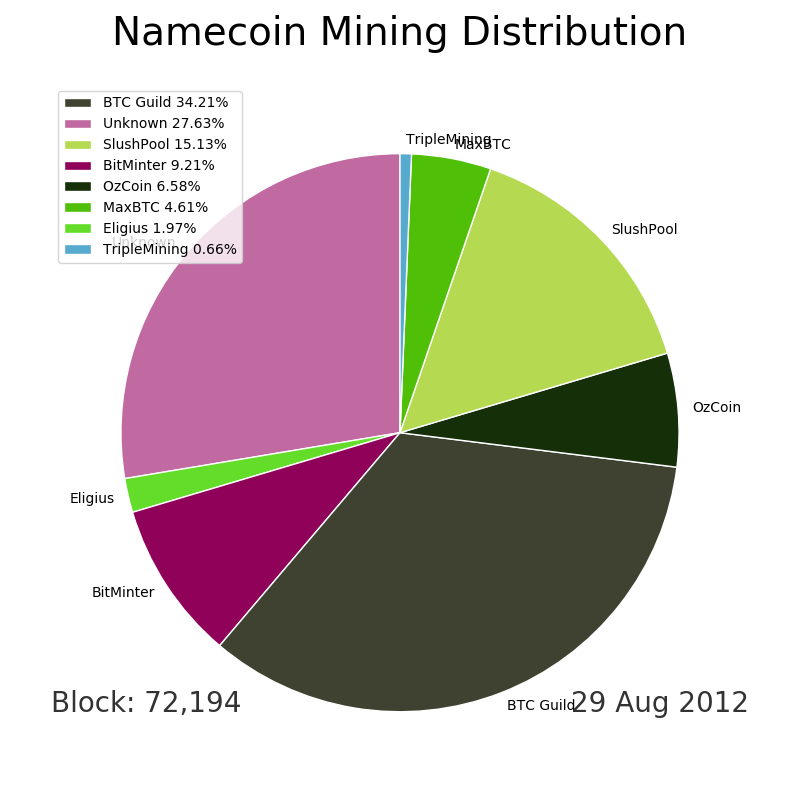 Namecoin Mining Distribution
BTC Guild 34.21%
Unknown 27.63%
SlushPool 15.13%
BitMinter 9.21%
OzCoin 6.58%
MaxBTC 4.61%
Eligius 1.97%
TripleMining 0.66%
TripleMining
MaxBTC
SlushPool
Unknown
OzCoin
Eligius
BitMinter
BTC Guild
Block: 72,194
29 Aug 2012